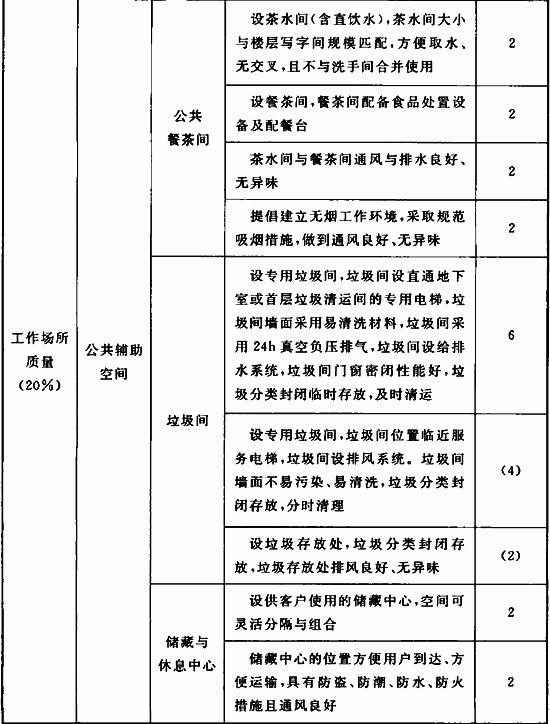 工作场所
质量
(20%)
公共辅助
空间
公共
餐茶间
设茶水间(含直饮水),茶水间大小
与楼层写字间规模匹配,方便取水、
无交叉,且不与洗手间合并使用
2
设餐茶间,餐茶间配备食品处置设
备及配餐台
2
茶水间与餐茶间通风与排水良好、
无异味
2
提倡建立无烟工作环境,采取规范
吸烟措施,做到通风良好、无异味
2
垃圾间
设专用垃圾间,垃圾间设直通地下
室或首层垃圾清运间的专用电梯,垃
圾间墙面采用易清洗材料,垃圾间采
用24h真空负压排气,垃圾间设给排
水系统,垃圾间门窗密闭性能好,垃
圾分类封闭临时存放,及时清运
6
设专用垃圾间,垃圾间位置临近服
务电梯,垃圾间设排风系统。垃圾间
墙面不易污染、易清洗,垃圾分类封
闭存放,分时清理
(4)
设垃圾存放处,垃圾分类封闭存
放,垃圾存放处排风良好、无异味
(2)
储藏与
休息中心
设供客户使用的储藏中心,空间可
灵活分隔与组合
2
储藏中心的位置方便用户到达、方
便运输,具有防盗、防潮、防水、防火
措施且通风良好
2